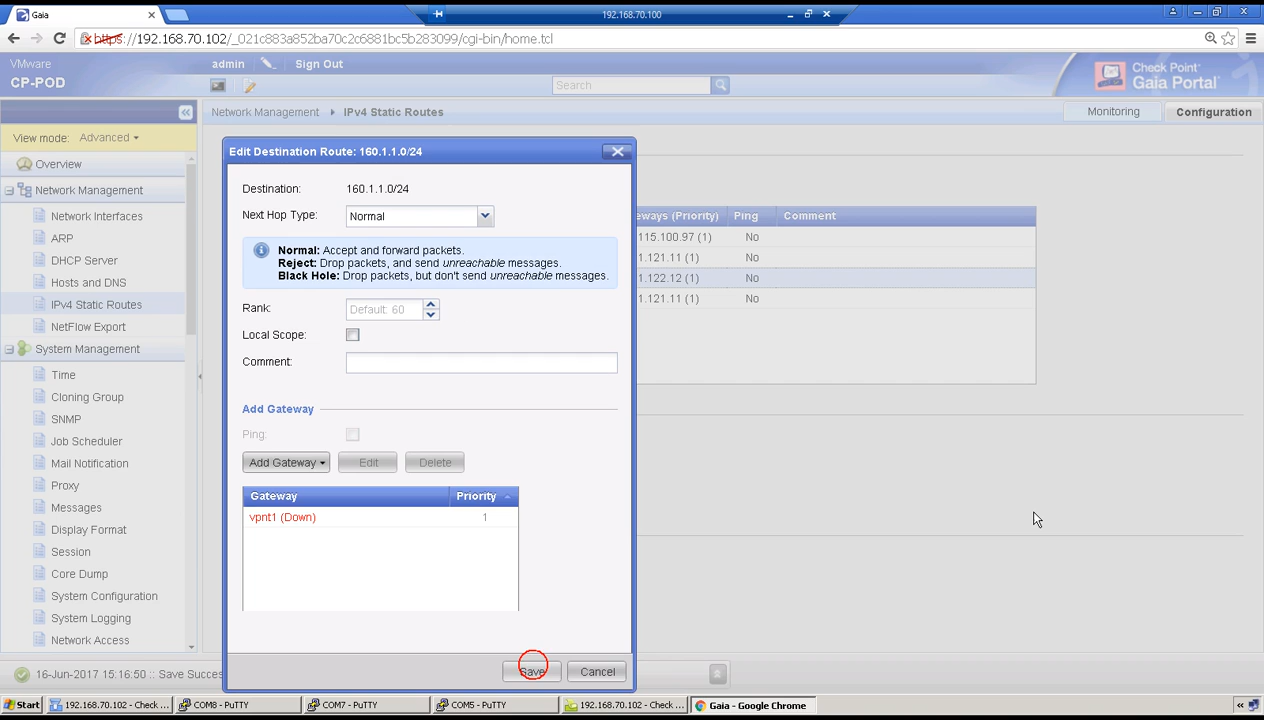 Gaia
192.168.70.100
https://192.168.70.102/_021c883a852ba70c2c6881bc5b283099/cgi-bin/home.tcl
VMware
CP-POD
admin
Sign Out
Search
Check Point
Gaia Portal
Network Management
IPv4 Static Routes
Monitoring
Configuration
View mode: Advanced
Overview
Network Management
Network Interfaces
ARP
DHCP Server
Hosts and DNS
IPv4 Static Routes
NetFlow Export
System Management
Time
Cloning Group
SNMP
Job Scheduler
Mail Notification
Proxy
Messages
Display Format
Session
Core Dump
System Configuration
System Logging
Network Access
Edit Destination Route: 160.1.1.0/24
Destination: 160.1.1.0/24
Next Hop Type: Normal
Normal: Accept and forward packets.
Reject: Drop packets, and send unreachable messages.
Black Hole: Drop packets, but don't send unreachable messages.
Rank: Default: 60
Local Scope:
Comment:
Add Gateway
Ping:
Add Gateway Edit Delete
Gateway Priority
vpnt1 (Down) 1
Save Cancel
eways (Priority) Ping Comment
115.100.97 (1) No
1.121.11 (1) No
1.122.12 (1) No
1.121.11 (1) No
16-Jun-2017 15:16:50 :: Save Succes
Start
192.168.70.102 - Check ...
COM8 - PuTTY
COM7 - PuTTY
COM5 - PuTTY
192.168.70.102 - Check ...
Gaia - Google Chrome